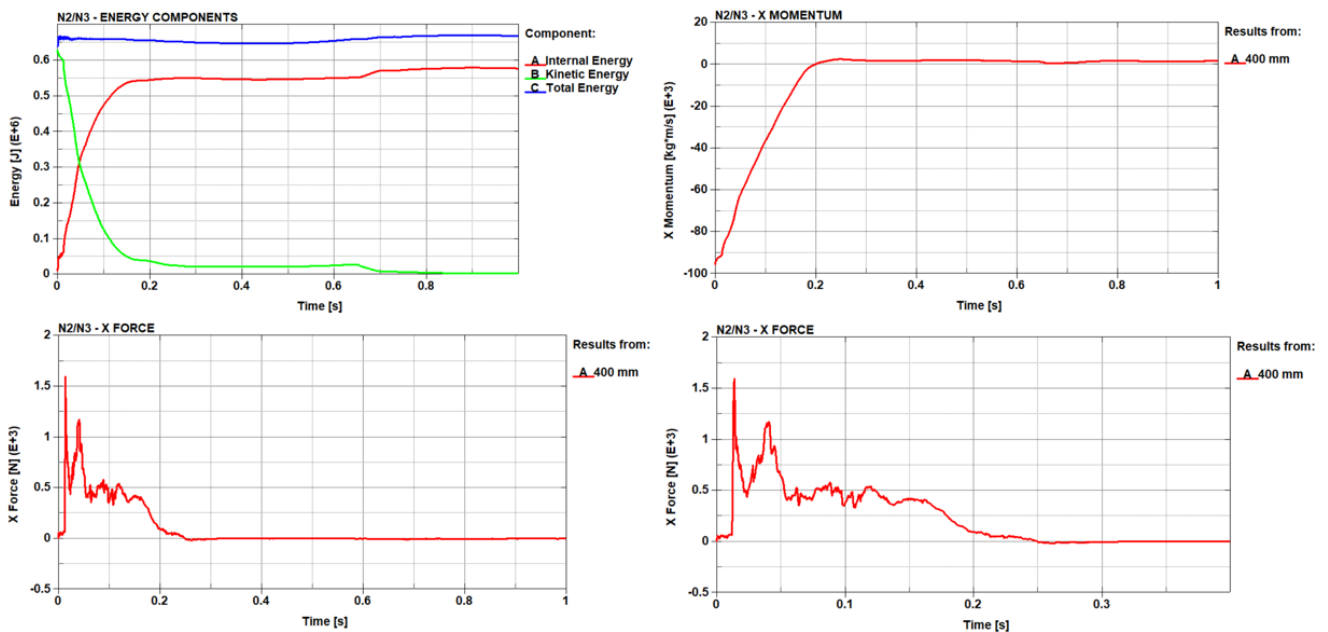 N2/N3 - ENERGY COMPONENTS
Component:
A Internal Energy
B Kinetic Energy
C Total Energy
Energy [J] (E+6)
0.6
0.5
0.4
0.3
0.2
0.1
0
0 0.2 0.4 0.6 0.8
Time [s]
N2/N3 - X MOMENTUM
Results from:
A 400 mm
X Momentum [kg*m/s] (E+3)
20
0
-20
-40
-60
-80
-100
0 0.2 0.4 0.6 0.8 1
Time [s]
N2/N3 - X FORCE
Results from:
A 400 mm
X Force [N] (E+3)
2
1.5
1
0.5
0
-0.5
0 0.2 0.4 0.6 0.8 1
Time [s]
N2/N3 - X FORCE
Results from:
A 400 mm
X Force [N] (E+3)
2
1.5
1
0.5
0
-0.5
0 0.1 0.2 0.3
Time [s]